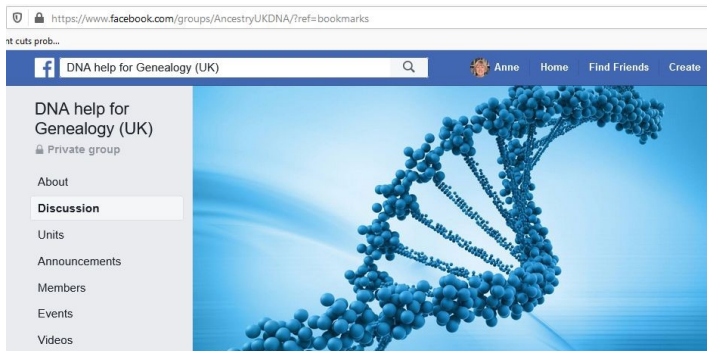 https://www.facebook.com/groups/AncestryUKDNA/?ref=bookmarks
nt cuts prob...
f DNA help for Genealogy (UK) Anne Home Find Friends Create
DNA help for
Genealogy (UK)
Private group
About
Discussion
Units
Announcements
Members
Events
Videos